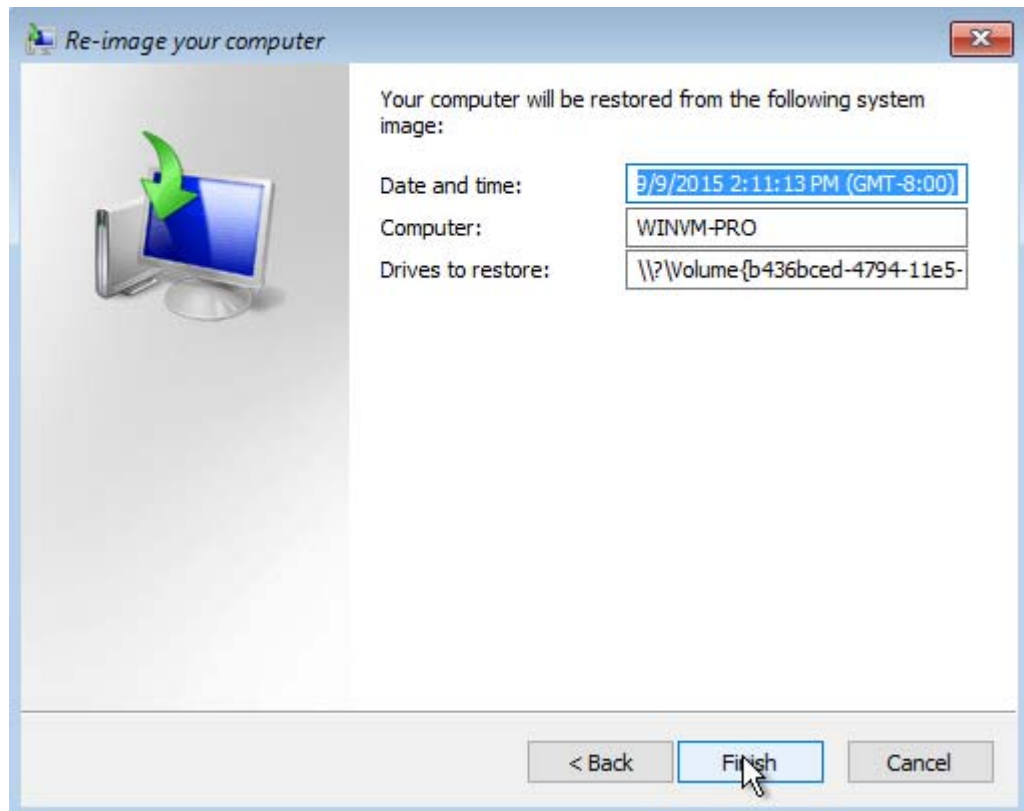 Re-image your computer
Your computer will be restored from the following system
image:
Date and time: 9/9/2015 2:11:13 PM (GMT-8:00)
Computer: WINVM-PRO
Drives to restore: \\?\Volume{b436bced-4794-11e5-
< Back Finish Cancel